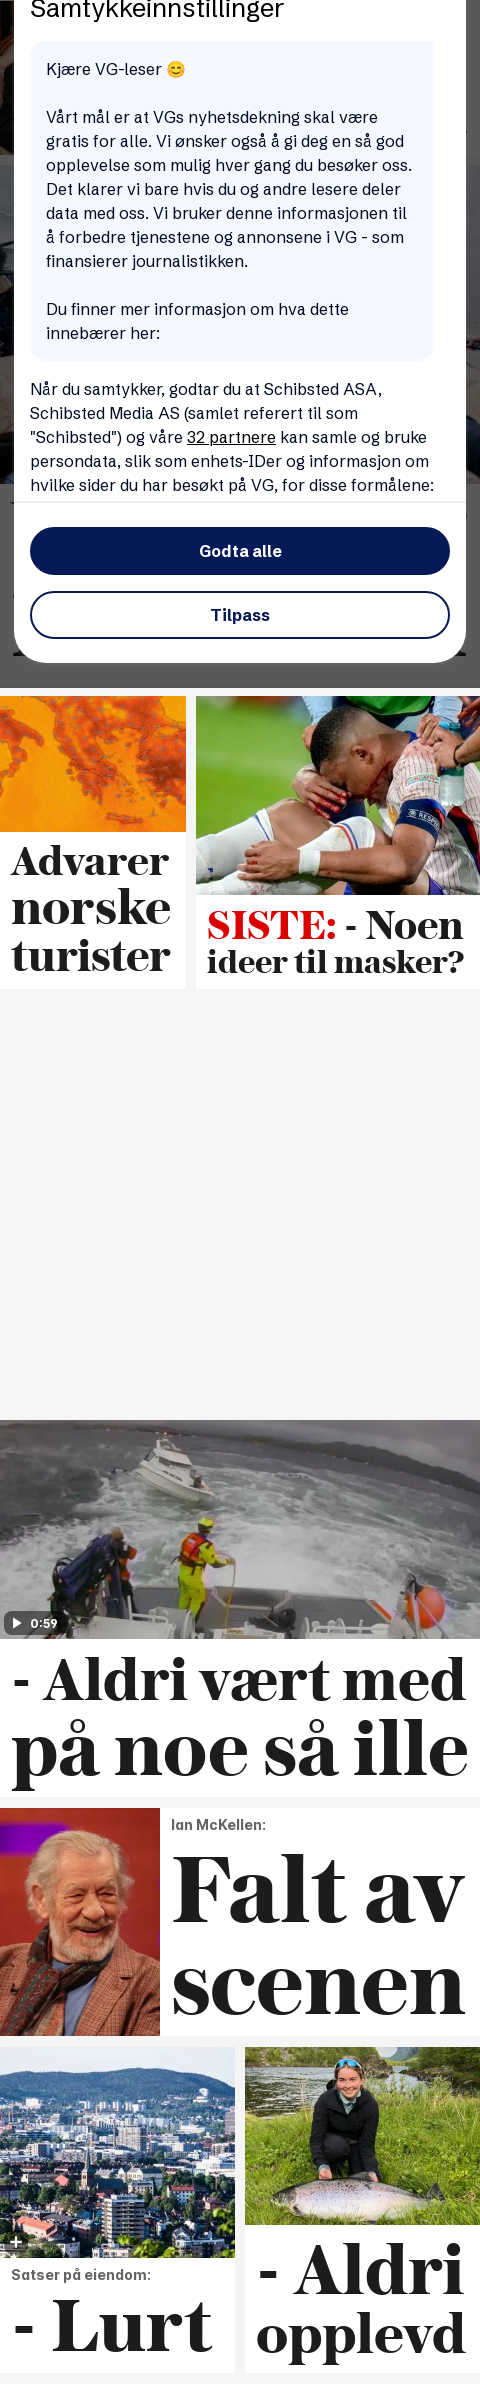 Samtykkeinnstillinger
Kjære VG-leser 😊
Vårt mål er at VGs nyhetsdekning skal være
gratis for alle. Vi ønsker også å gi deg en så god
opplevelse som mulig hver gang du besøker oss.
Det klarer vi bare hvis du og andre lesere deler
data med oss. Vi bruker denne informasjonen til
å forbedre tjenestene og annonsene i VG - som
finansierer journalistikken.
Du finner mer informasjon om hva dette
innebærer her:
Når du samtykker, godtar du at Schibsted ASA,
Schibsted Media AS (samlet referert til som
"Schibsted") og våre 32 partnere kan samle og bruke
persondata, slik som enhets-IDer og informasjon om
hvilke sider du har besøkt på VG, for disse formålene:
Godta alle
Tilpass
Advarer
norske
turister
RESPE
SISTE: - Noen
ideer til masker?
0:59
- Aldri vært med
på noe så ille
Ian McKellen:
Falt av
scenen
Satser på eiendom:
- Lurt
- Aldri
opplevd